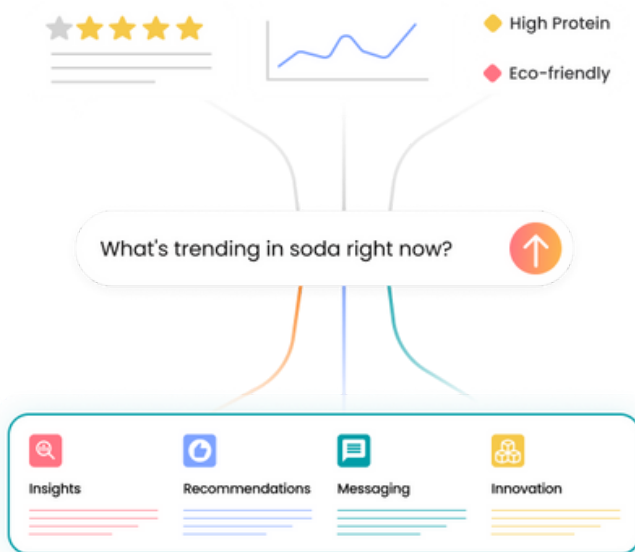 High Protein
Eco-friendly
What's trending in soda right now?
Insights
Recommendations
Messaging
Innovation